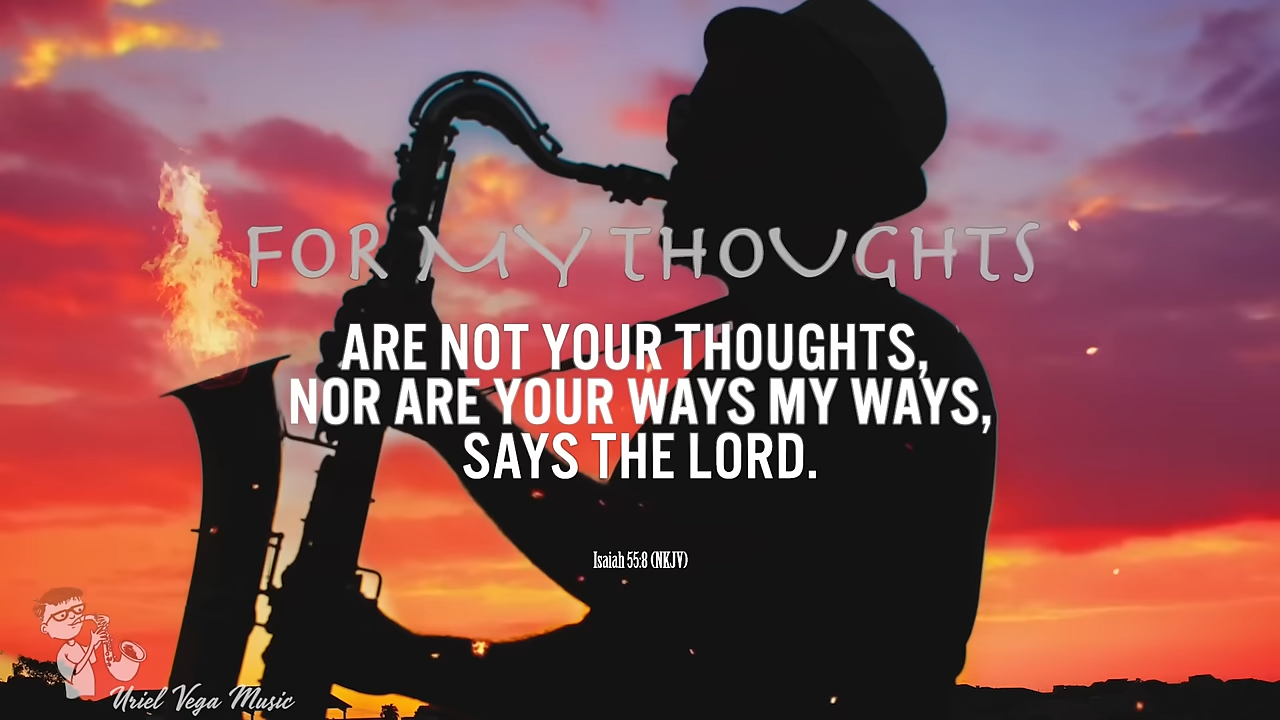 FOR MY THOUGHTS
ARE NOT YOUR THOUGHTS,
NOR ARE YOUR WAYS MY WAYS,
SAYS THE LORD.
Isaiah 55:8 (NKJV)
Uriel Vega Music